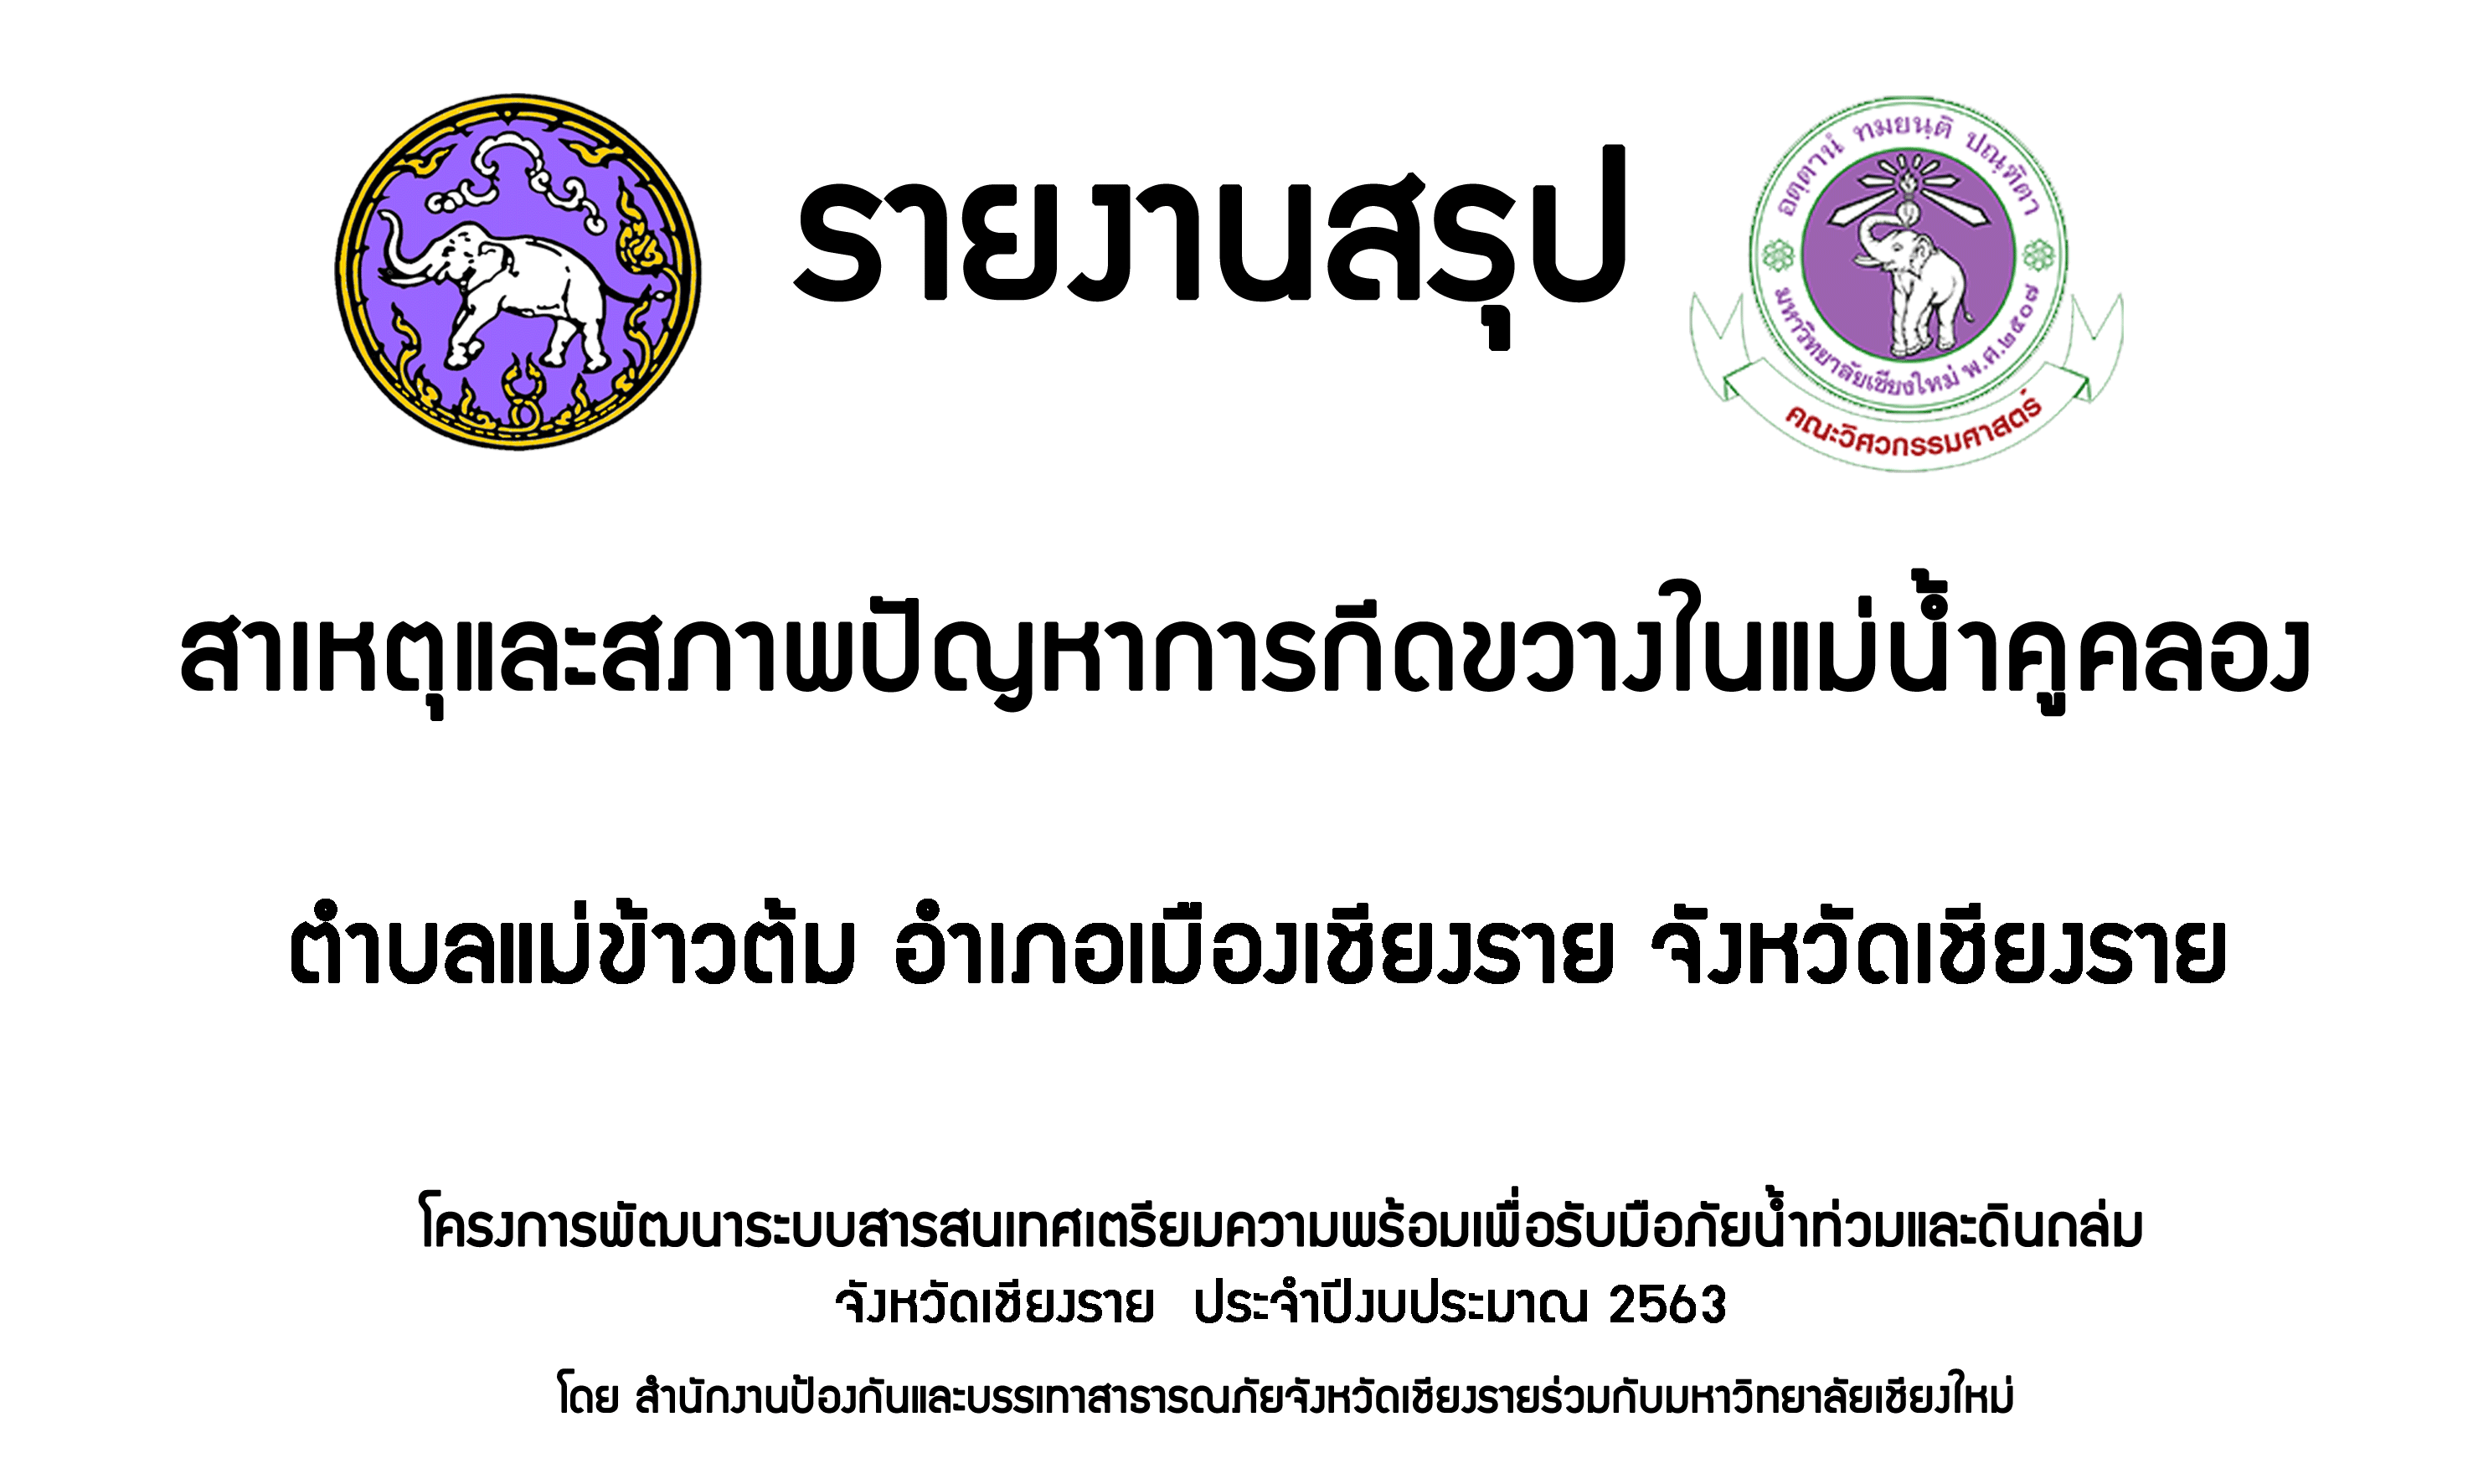 รายงานสรุป
อตฺตานํ ทมยนฺติ ปณฺฑิตา
มหาวิทยาลัยเชียงใหม่ พ.ศ.๒๕๐๗
คณะวิศวกรรมศาสตร์
สาเหตุและสภาพปัญหาการกีดขวางในแม่น้ำคูคลอง
ตำบลแม่ข้าวต้ม อำเภอเมืองเชียงราย จังหวัดเชียงราย
โครงการพัฒนาระบบสารสนเทศเตรียมความพร้อมเพื่อรับมือภัยน้ำท่วมและดินถล่ม
จังหวัดเชียงราย ประจำปีงบประมาณ 2563
โดย สำนักงานป้องกันและบรรเทาสาธารณภัยจังหวัดเชียงรายร่วมกับมหาวิทยาลัยเชียงใหม่